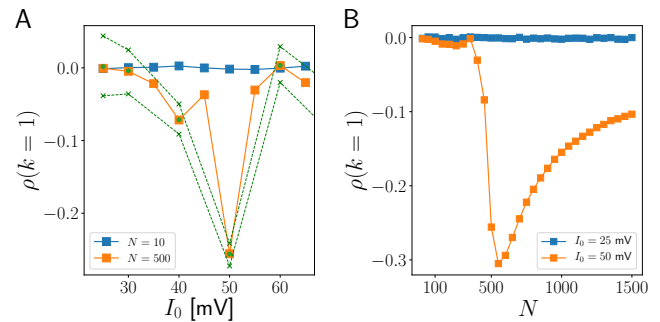 A
ρ(k = 1)
0.0
−0.1
−0.2
N = 10
N = 500
30
40
50
60
I₀ [mV]
B
ρ(k = 1)
0.0
−0.1
−0.2
−0.3
I₀ = 25 mV
I₀ = 50 mV
100
500
1000
1500
N